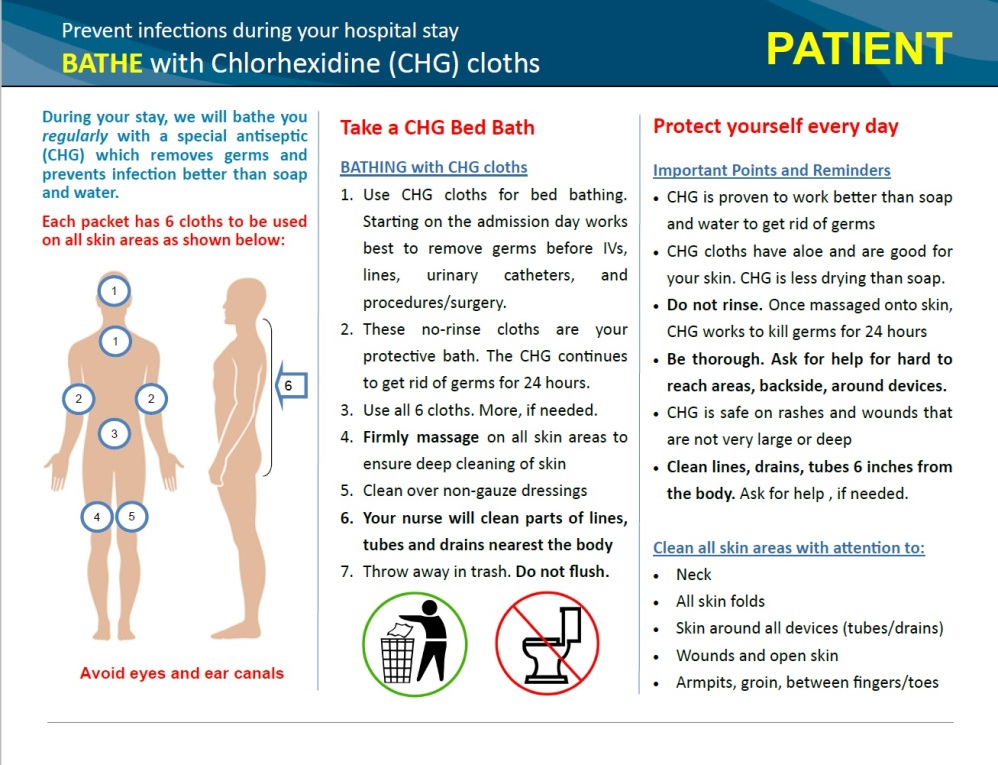 Prevent infections during your hospital stay
BATHE with Chlorhexidine (CHG) cloths
PATIENT
During your stay, we will bathe you
regularly with a special antiseptic
(CHG) which removes germs and
prevents infection better than soap
and water.
Each packet has 6 cloths to be used
on all skin areas as shown below:
1
1
2
2
3
4
5
6
Avoid eyes and ear canals
Take a CHG Bed Bath
BATHING with CHG cloths
1. Use CHG cloths for bed bathing.
Starting on the admission day works
best to remove germs before IVs,
lines, urinary catheters, and
procedures/surgery.
2. These no-rinse cloths are your
protective bath. The CHG continues
to get rid of germs for 24 hours.
3. Use all 6 cloths. More, if needed.
4. Firmly massage on all skin areas to
ensure deep cleaning of skin
5. Clean over non-gauze dressings
6. Your nurse will clean parts of lines,
tubes and drains nearest the body
7. Throw away in trash. Do not flush.
Protect yourself every day
Important Points and Reminders
• CHG is proven to work better than soap
and water to get rid of germs
• CHG cloths have aloe and are good for
your skin. CHG is less drying than soap.
• Do not rinse. Once massaged onto skin,
CHG works to kill germs for 24 hours
• Be thorough. Ask for help for hard to
reach areas, backside, around devices.
• CHG is safe on rashes and wounds that
are not very large or deep
• Clean lines, drains, tubes 6 inches from
the body. Ask for help , if needed.
Clean all skin areas with attention to:
• Neck
• All skin folds
• Skin around all devices (tubes/drains)
• Wounds and open skin
• Armpits, groin, between fingers/toes